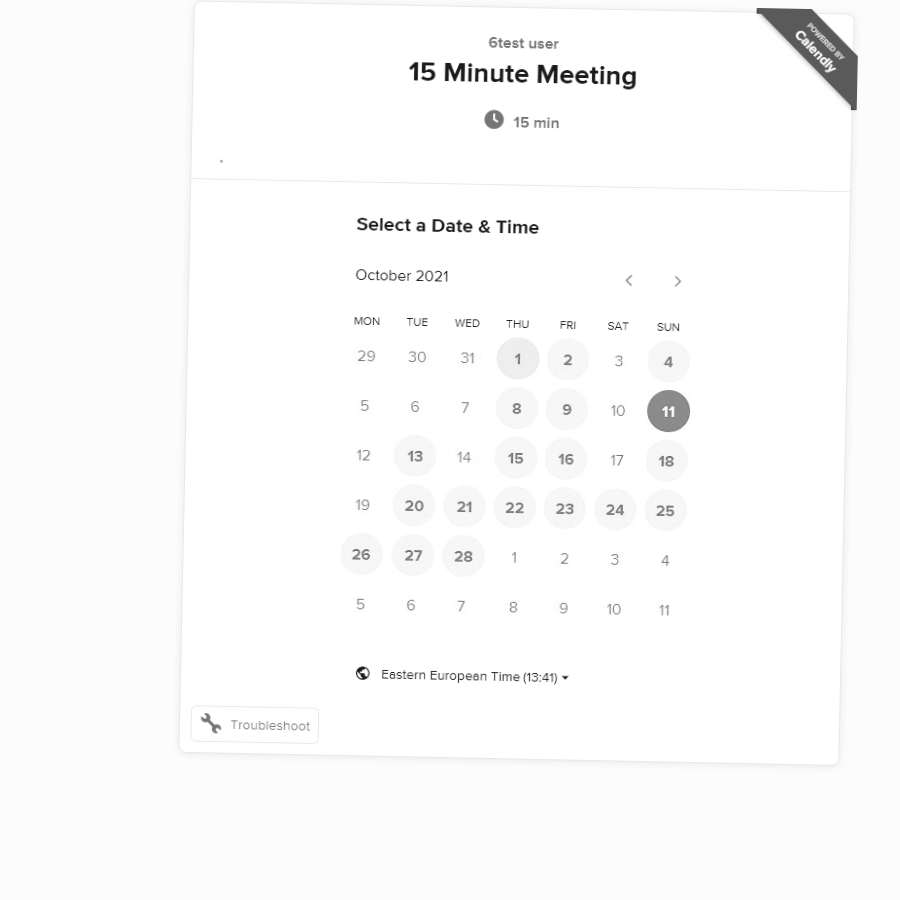 6test user
15 Minute Meeting
15 min
.
POWERED BY
Calendly
Select a Date & Time
October 2021
MON TUE WED THU FRI SAT SUN
29 30 31 1 2 3 4
5 6 7 8 9 10 11
12 13 14 15 16 17 18
19 20 21 22 23 24 25
26 27 28 1 2 3 4
5 6 7 8 9 10 11
Eastern European Time (13:41)
Troubleshoot